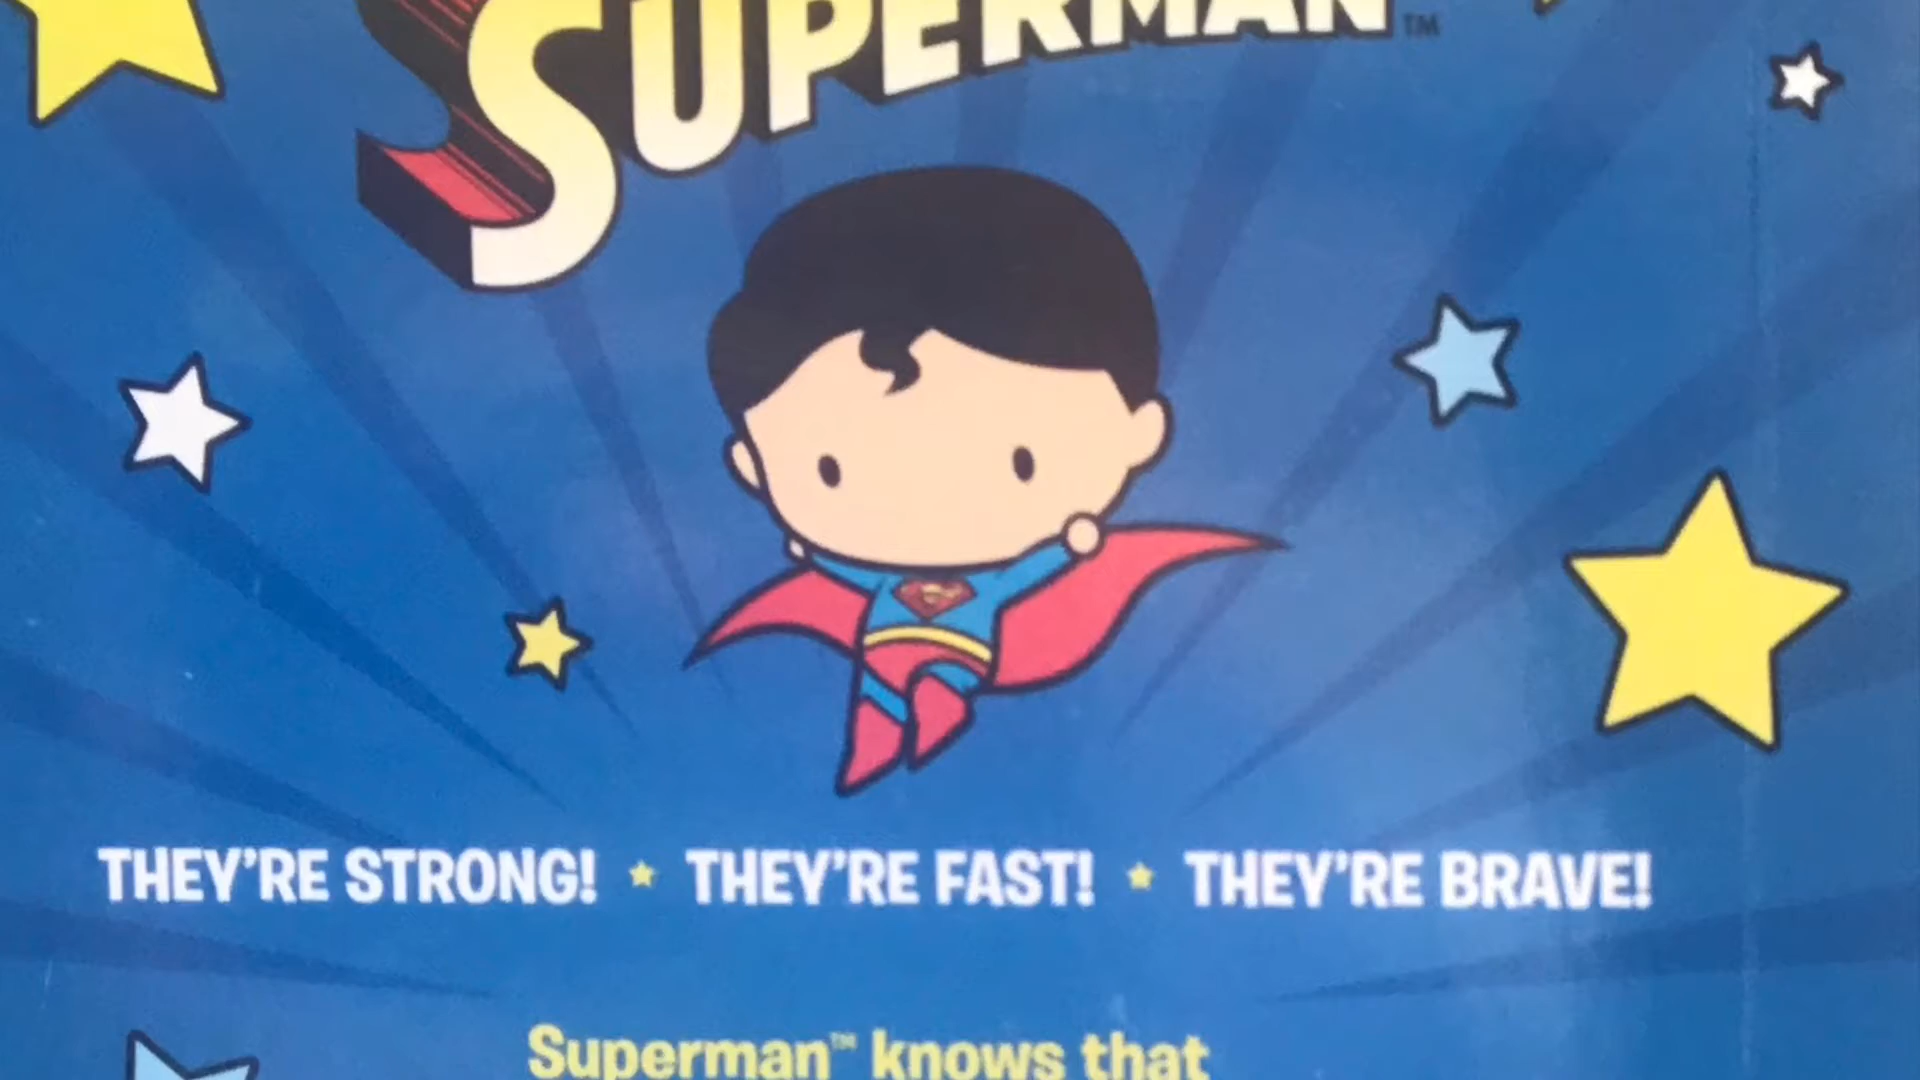 SUPERMAN™
THEY'RE STRONG! ★ THEY'RE FAST! ★ THEY'RE BRAVE!
Superman™ knows that